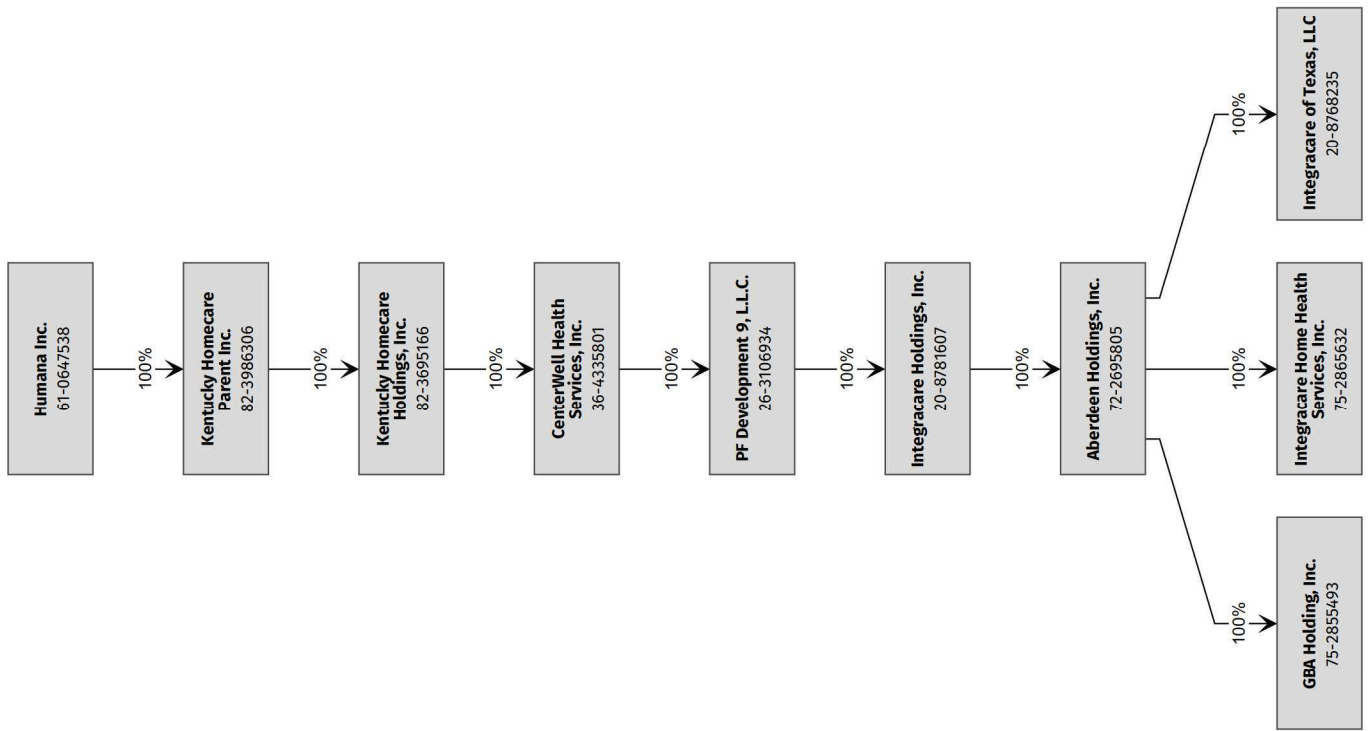 Humana Inc.
61-0647538
100%
Kentucky Homecare
Parent Inc.
82-3986306
100%
Kentucky Homecare
Holdings, Inc.
82-3695166
100%
CenterWell Health
Services, Inc.
36-4335801
100%
PF Development 9, L.L.C.
26-3106934
100%
Integracare Holdings, Inc.
20-8781607
100%
Aberdeen Holdings, Inc.
72-2695805
100%
100%
100%
GBA Holding, Inc.
75-2855493
Integracare Home Health
Services, Inc.
75-2865632
Integracare of Texas, LLC
20-8768235